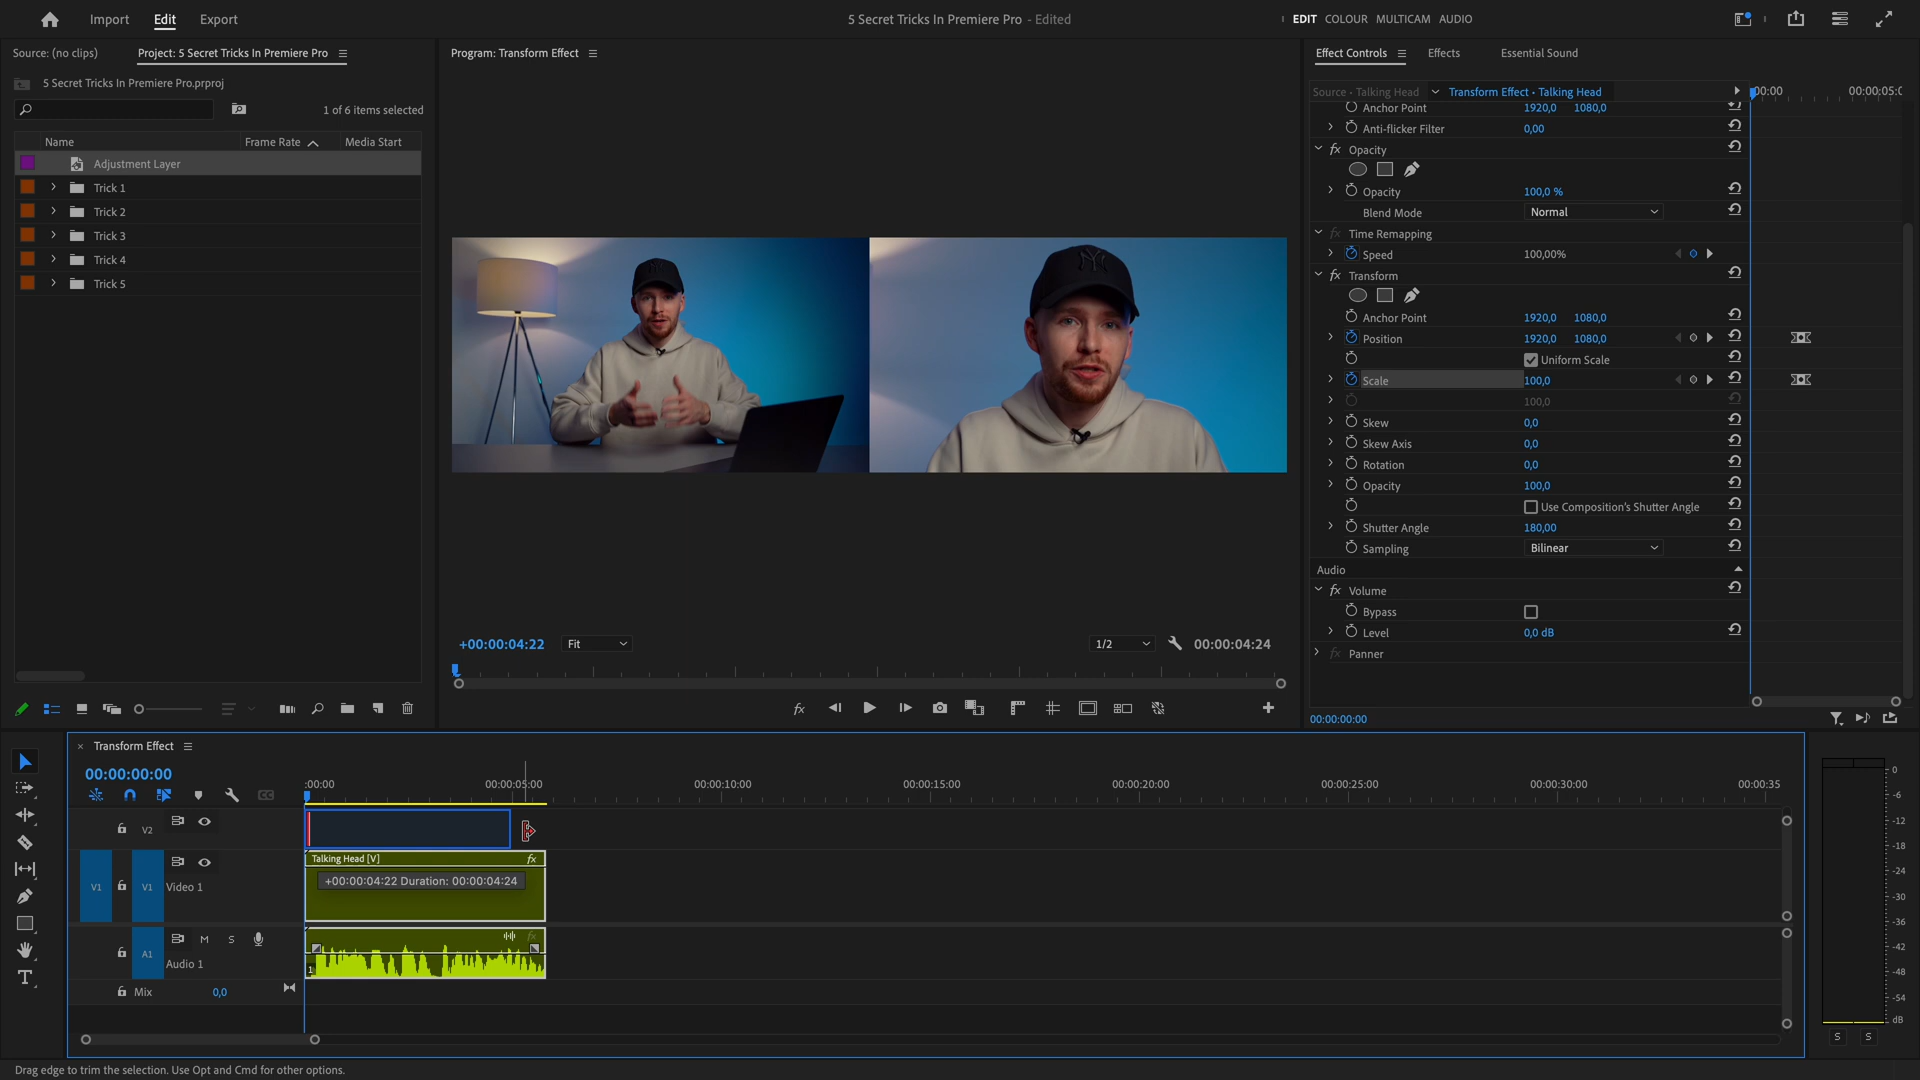 Import Edit Export
5 Secret Tricks In Premiere Pro - Edited
EDIT COLOUR MULTICAM AUDIO
Source: (no clips)
Project: 5 Secret Tricks In Premiere Pro
5 Secret Tricks In Premiere Pro.prproj
1 of 6 items selected
Name Frame Rate Media Start
Adjustment Layer
Trick 1
Trick 2
Trick 3
Trick 4
Trick 5
Program: Transform Effect
+00:00:04:22
Fit
1/2
00:00:04:24
Effect Controls Effects Essential Sound
Source • Talking Head
Transform Effect • Talking Head
:00:00 00:00:05:0
Anchor Point 1920,0 1080,0
Anti-flicker Filter 0,00
fx Opacity
Opacity 100,0 %
Blend Mode Normal
fx Time Remapping
Speed 100,00%
fx Transform
Anchor Point 1920,0 1080,0
Position 1920,0 1080,0
Uniform Scale
Scale 100,0
100,0
Skew 0,0
Skew Axis 0,0
Rotation 0,0
Opacity 100,0
Use Composition's Shutter Angle
Shutter Angle 180,00
Sampling Bilinear
Audio
fx Volume
Bypass
Level 0,0 dB
fx Panner
00:00:00:00
fx
× Transform Effect
00:00:00:00
:00:00 00:00:05:00 00:00:10:00 00:00:15:00 00:00:20:00 00:00:25:00 00:00:30:00 00:00:35
CC
V2
Talking Head [V] fx
+00:00:04:22 Duration: 00:00:04:24
V1 V1 Video 1
M S
A1 Audio 1
fx
1
Mix 0,0
T
0
-6
-12
-18
-24
-30
-36
-42
-48
-54
dB
S S
Drag edge to trim the selection. Use Opt and Cmd for other options.